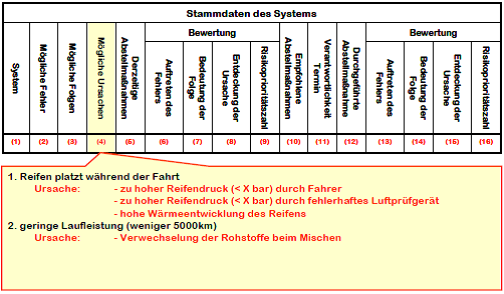 Stammdaten des Systems
Bewertung
Bewertung
System
Mögliche Fehler
Mögliche Folgen
Mögliche Ursachen
Derzeitige
Abstellmaßnahmen
Auftreten des
Fehlers
Bedeutung der
Folge
Entdeckung der
Ursache
Risikoprioritätszahl
Empfohlene
Abstellmaßnahmen
Verantwortlichkeit
Termin
Durchgeführte
Abstellmaßnahme
Auftreten des
Fehlers
Bedeutung der
Folge
Entdeckung der
Ursache
Risikoprioritätszahl
(1) (2) (3) (4) (5) (6) (7) (8) (9) (10) (11) (12) (13) (14) (15) (16)
1. Reifen platzt während der Fahrt
Ursache: - zu hoher Reifendruck (< X bar) durch Fahrer
- zu hoher Reifendruck (< X bar) durch fehlerhaftes Luftprüfgerät
- hohe Wärmeentwicklung des Reifens
2. geringe Laufleistung (weniger 5000km)
Ursache: - Verwechselung der Rohstoffe beim Mischen